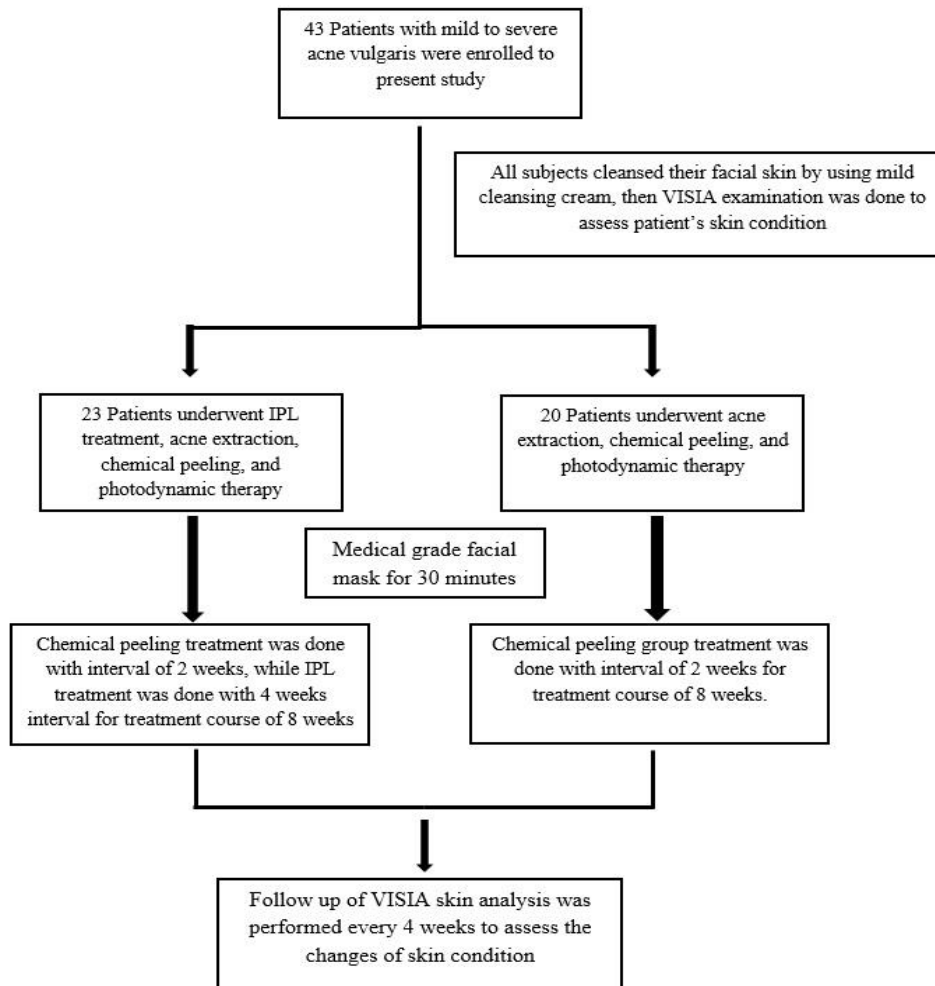 43 Patients with mild to severe
acne vulgaris were enrolled to
present study
All subjects cleansed their facial skin by using mild
cleansing cream, then VISIA examination was done to
assess patient’s skin condition
23 Patients underwent IPL
treatment, acne extraction,
chemical peeling, and
photodynamic therapy
20 Patients underwent acne
extraction, chemical peeling, and
photodynamic therapy
Medical grade facial
mask for 30 minutes
Chemical peeling treatment was done
with interval of 2 weeks, while IPL
treatment was done with 4 weeks
interval for treatment course of 8 weeks
Chemical peeling group treatment was
done with interval of 2 weeks for
treatment course of 8 weeks.
Follow up of VISIA skin analysis was
performed every 4 weeks to assess the
changes of skin condition